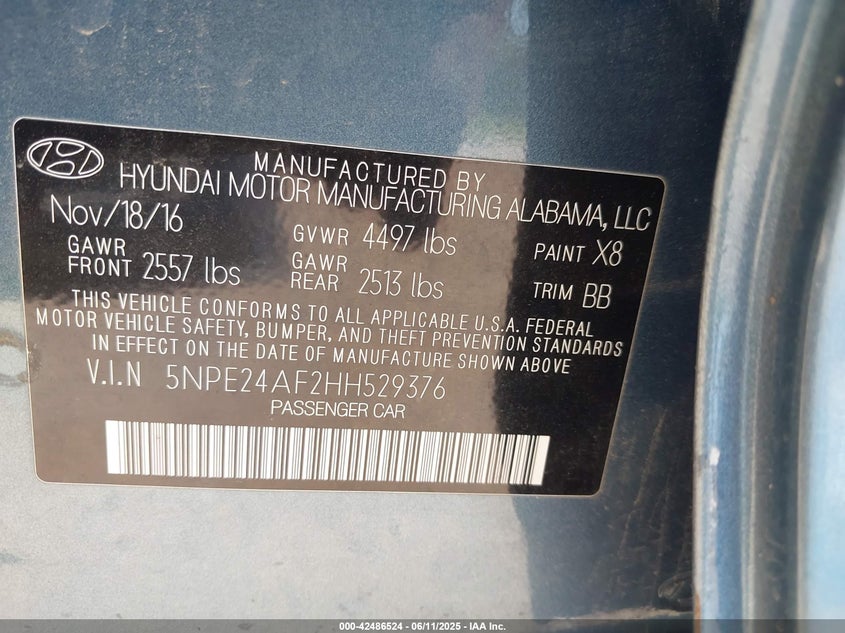 MANUFACTURED BY
HYUNDAI MOTOR MANUFACTURING ALABAMA, LLC
Nov/18/16 GVWR 4497 lbs PAINT X8
GAWR FRONT 2557 lbs GAWR REAR 2513 lbs TRIM BB
THIS VEHICLE CONFORMS TO ALL APPLICABLE U.S.A. FEDERAL
MOTOR VEHICLE SAFETY, BUMPER, AND THEFT PREVENTION STANDARDS
IN EFFECT ON THE DATE OF MANUFACTURE SHOWN ABOVE
V.I.N 5NPE24AF2HH529376
PASSENGER CAR
000-42486524 - 06/11/2025 - IAA Inc.